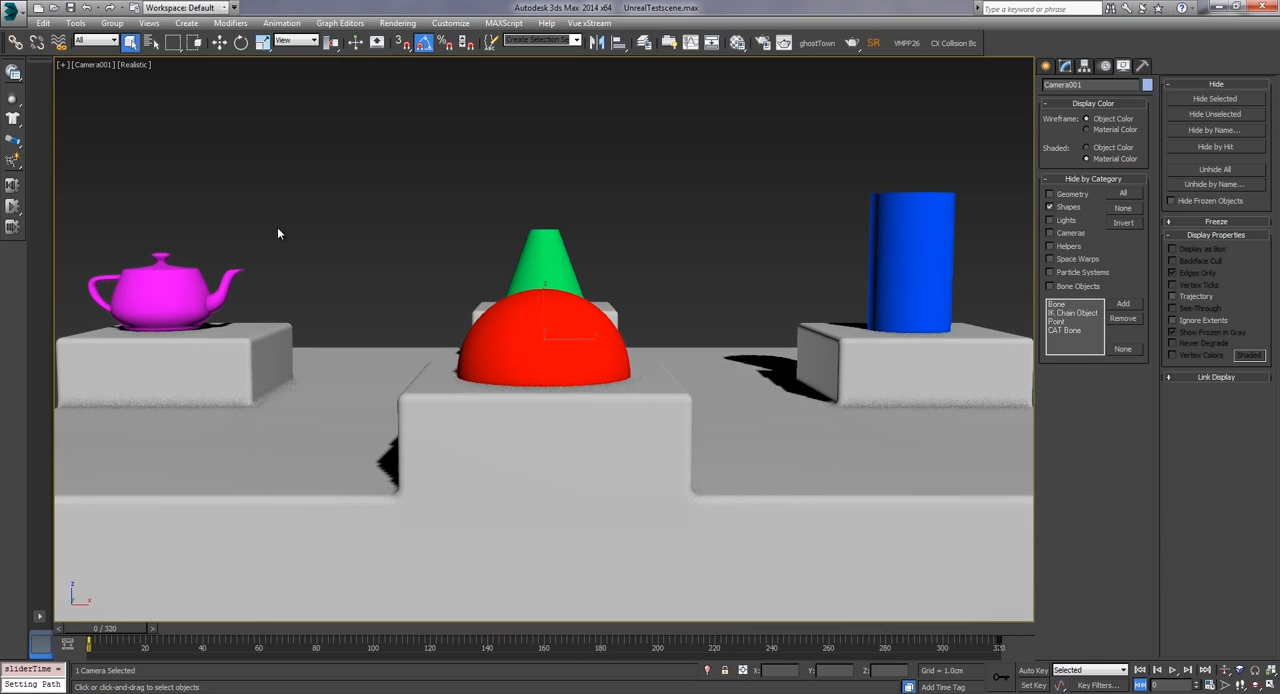 Workspace: Default
Autodesk 3ds Max 2014 x64 UnrealTestscene.max
Type a keyword or phrase
Edit Tools Group Views Create Modifiers Animation Graph Editors Rendering Customize MAXScript Help Vue xStream
All View Create Selection Se ghostTown SR VMPP26 CX Collision Bc
[+] [Camera001] [Realistic]
Camera001
Display Color
Wireframe: Object Color
Material Color
Shaded: Object Color
Material Color
Hide by Category
Geometry All
Shapes None
Lights Invert
Cameras
Helpers
Space Warps
Particle Systems
Bone Objects
Bone Add
IK Chain Object
Point Remove
CAT Bone
None
Hide
Hide Selected
Hide Unselected
Hide by Name...
Hide by Hit
Unhide All
Unhide by Name...
Hide Frozen Objects
Freeze
Display Properties
Display as Box
Backface Cull
Edges Only
Vertex Ticks
Trajectory
See-Through
Ignore Extents
Show Frozen in Gray
Never Degrade
Vertex Colors Shaded
Link Display
z
x
z
x
< 0 / 320 >
0 20 40 60 80 100 120 140 160 180 200 220 240 260 280 300
sliderTime = 1 Camera Selected X: Y: Z: Grid = 1.0cm Auto Key Selected
Setting Path Click or click-and-drag to select objects Add Time Tag Set Key Key Filters... 0